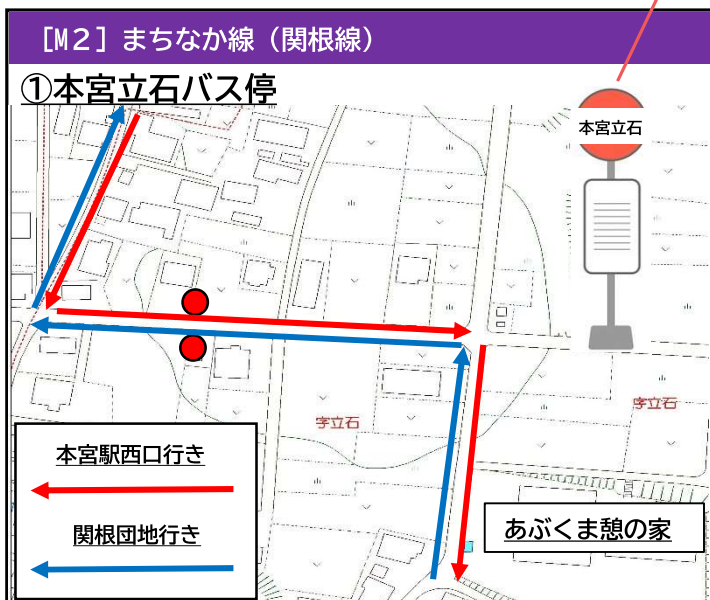 ［M２］まちなか線（関根線）
①本宮立石バス停
本宮立石
字立石
字立石
本宮駅西口行き
関根団地行き
あぶくま憩の家